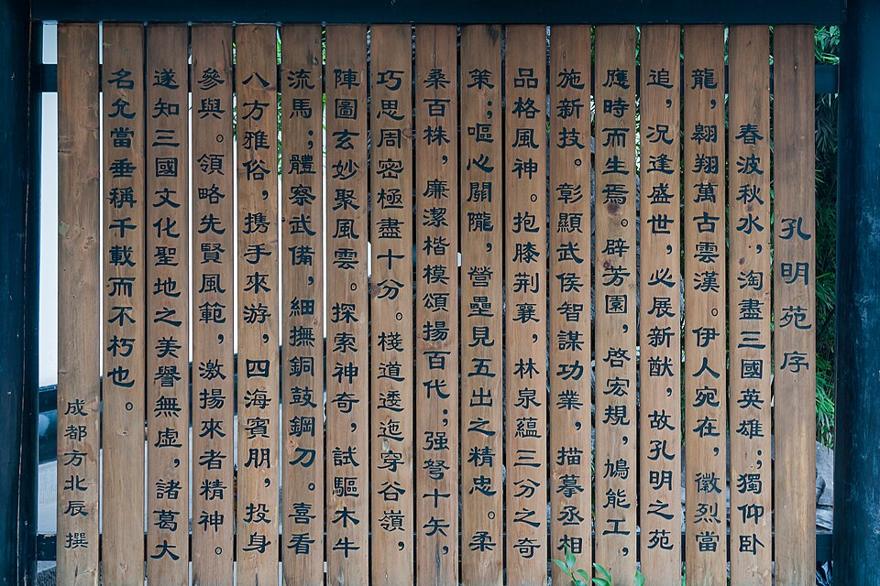 孔明苑序
春波秋水，淘盡三國英雄；獨仰卧
龍，翱翔萬古雲漢。伊人宛在，徽烈當
追，況逢盛世，必展新猷，故孔明之苑
應時而生焉。辟芳園，啓宏規，鳩能工，
施新技。彰顯武侯智謀功業，描摹丞相
品格風神。抱膝荆襄，林泉蘊三分之奇
策；嘔心關隴，營壘見五出之精忠。柔
桑百株，廉潔楷模頌揚百代；强弩十矢，
巧思周密極盡十分。棧道逶迤穿谷嶺，
陣圖玄妙聚風雲。探索神奇，試驅木牛
流馬；體察武備，細撫銅鼓鋼刀。喜看
八方雅俗，携手來游，四海賓朋，投身
參與。領略先賢風範，激揚來者精神。
遂知三國文化聖地之美譽無虛，諸葛大
名允當垂稱千載而不朽也。
成都方北辰撰